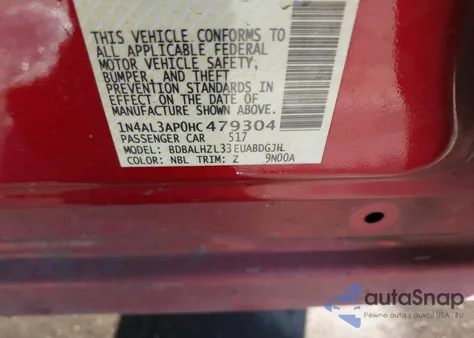 THIS VEHICLE CONFORMS TO
ALL APPLICABLE FEDERAL
MOTOR VEHICLE SAFETY,
BUMPER, AND THEFT
PREVENTION STANDARDS IN
EFFECT ON THE DATE OF
MANUFACTURE SHOWN ABOVE.
1N4AL3AP0HC479304
PASSENGER CAR S17
MODEL: BDBALHZL33EUABDGJHL
COLOR: NBL TRIM: Z 9N00A
autoSnap
Pewne auta z aukcji USA i EU